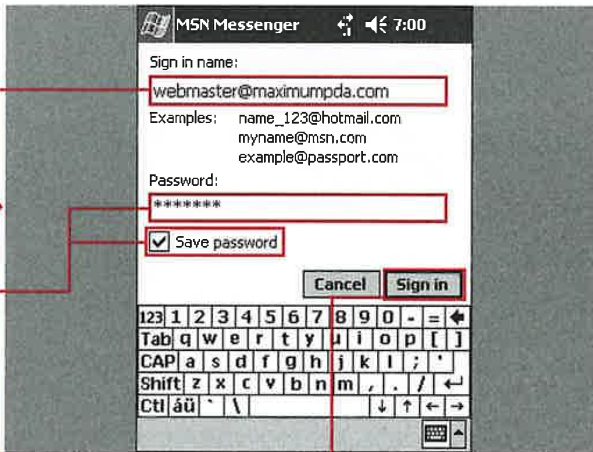 MSN Messenger 7:00
Sign in name:
webmaster@maximumpda.com
Examples: name_123@hotmail.com
myname@msn.com
example@passport.com
Password:
*******
Save password
Cancel Sign in
123 1 2 3 4 5 6 7 8 9 0 - =
Tab q w e r t y u i o p [ ]
CAP a s d f g h j k l ; '
Shift z x c v b n m , . /
Ctl áü ` \ ↓ ↑ ← →